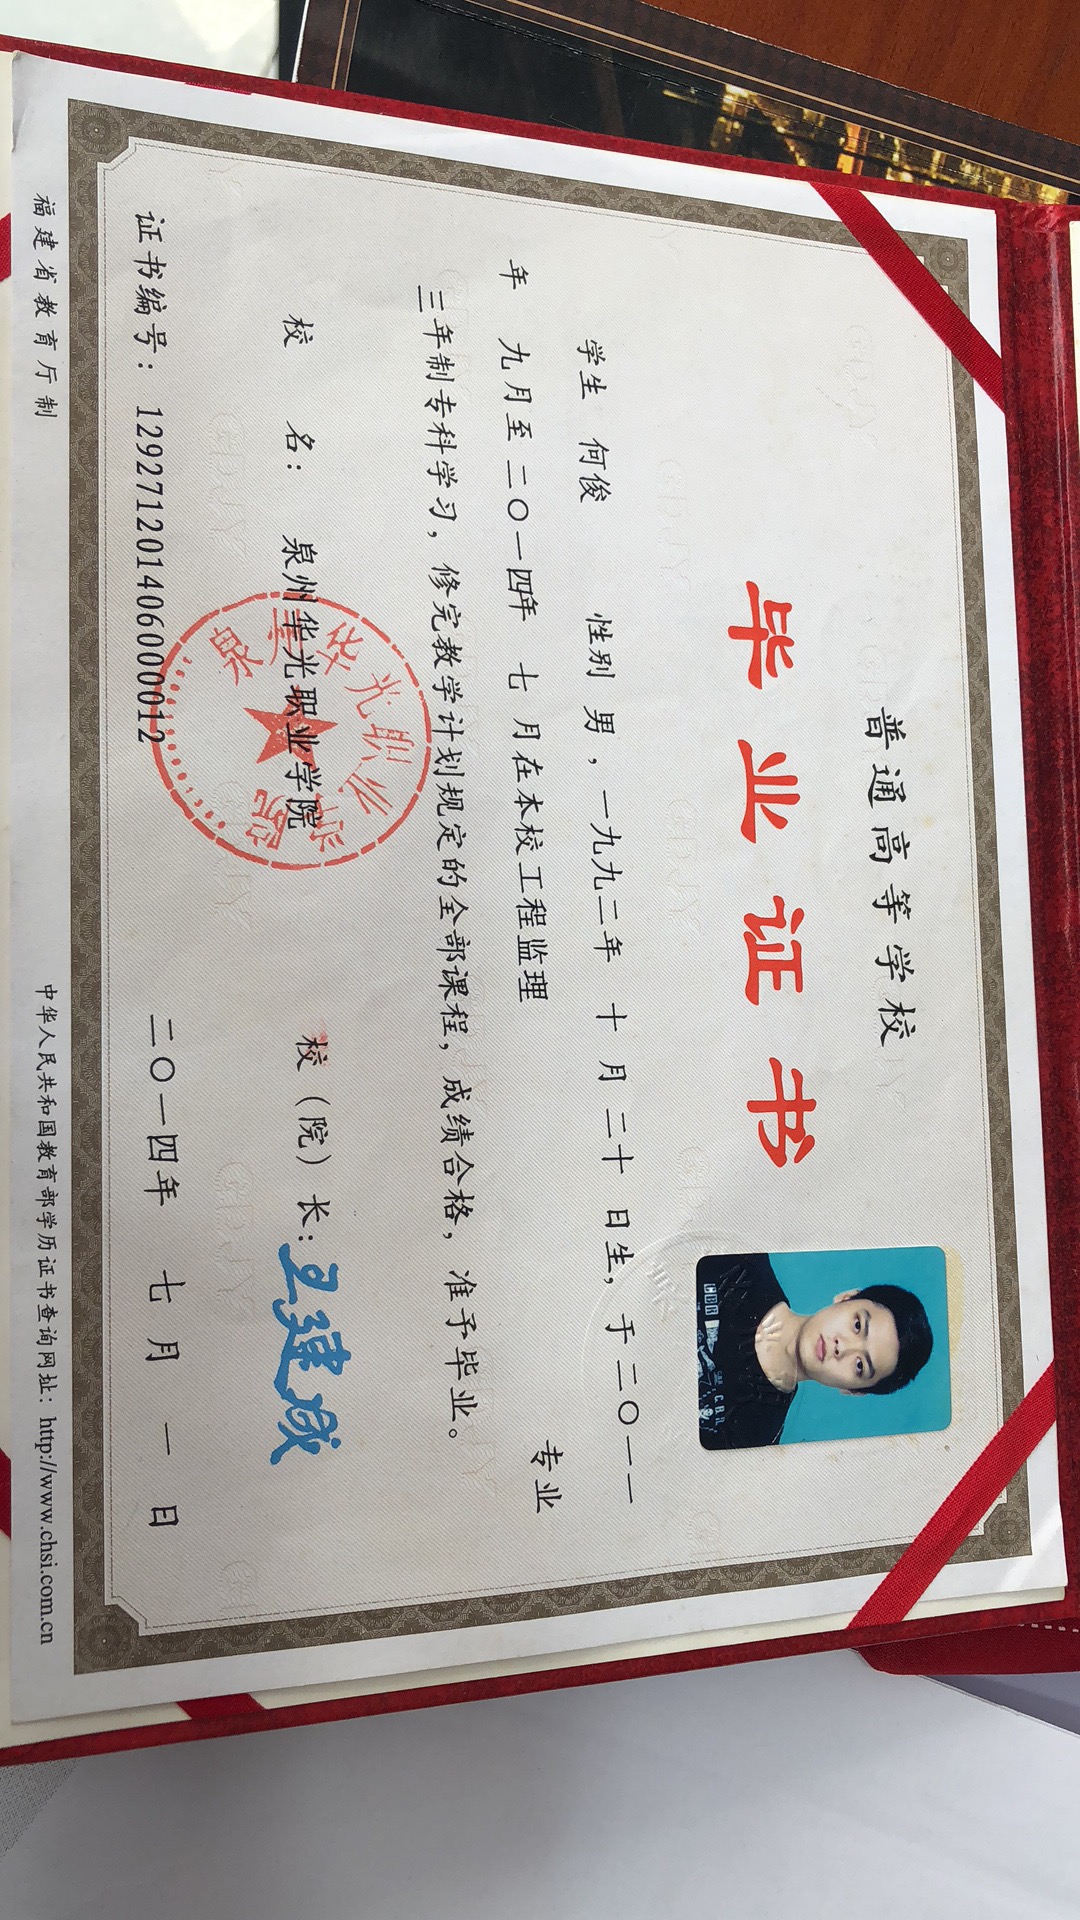 普通高等学校
毕业证书
学生 何俊 性别 男，一九九二年 十 月 二十 日生，于二〇一一
年 九月至二〇一四年 七 月在本校工程监理 专业
三年制专科学习，修完教学计划规定的全部课程，成绩合格，准予毕业。
校 名：泉州华光职业学院 校（院）长：
泉州华光职业学院
证书编号：129271201406000012 二〇一四年 七 月 一 日
福建省教育厅制 中华人民共和国教育部学历证书查询网址：http://www.chsi.com.cn
CBR
C.B.R
GDJY